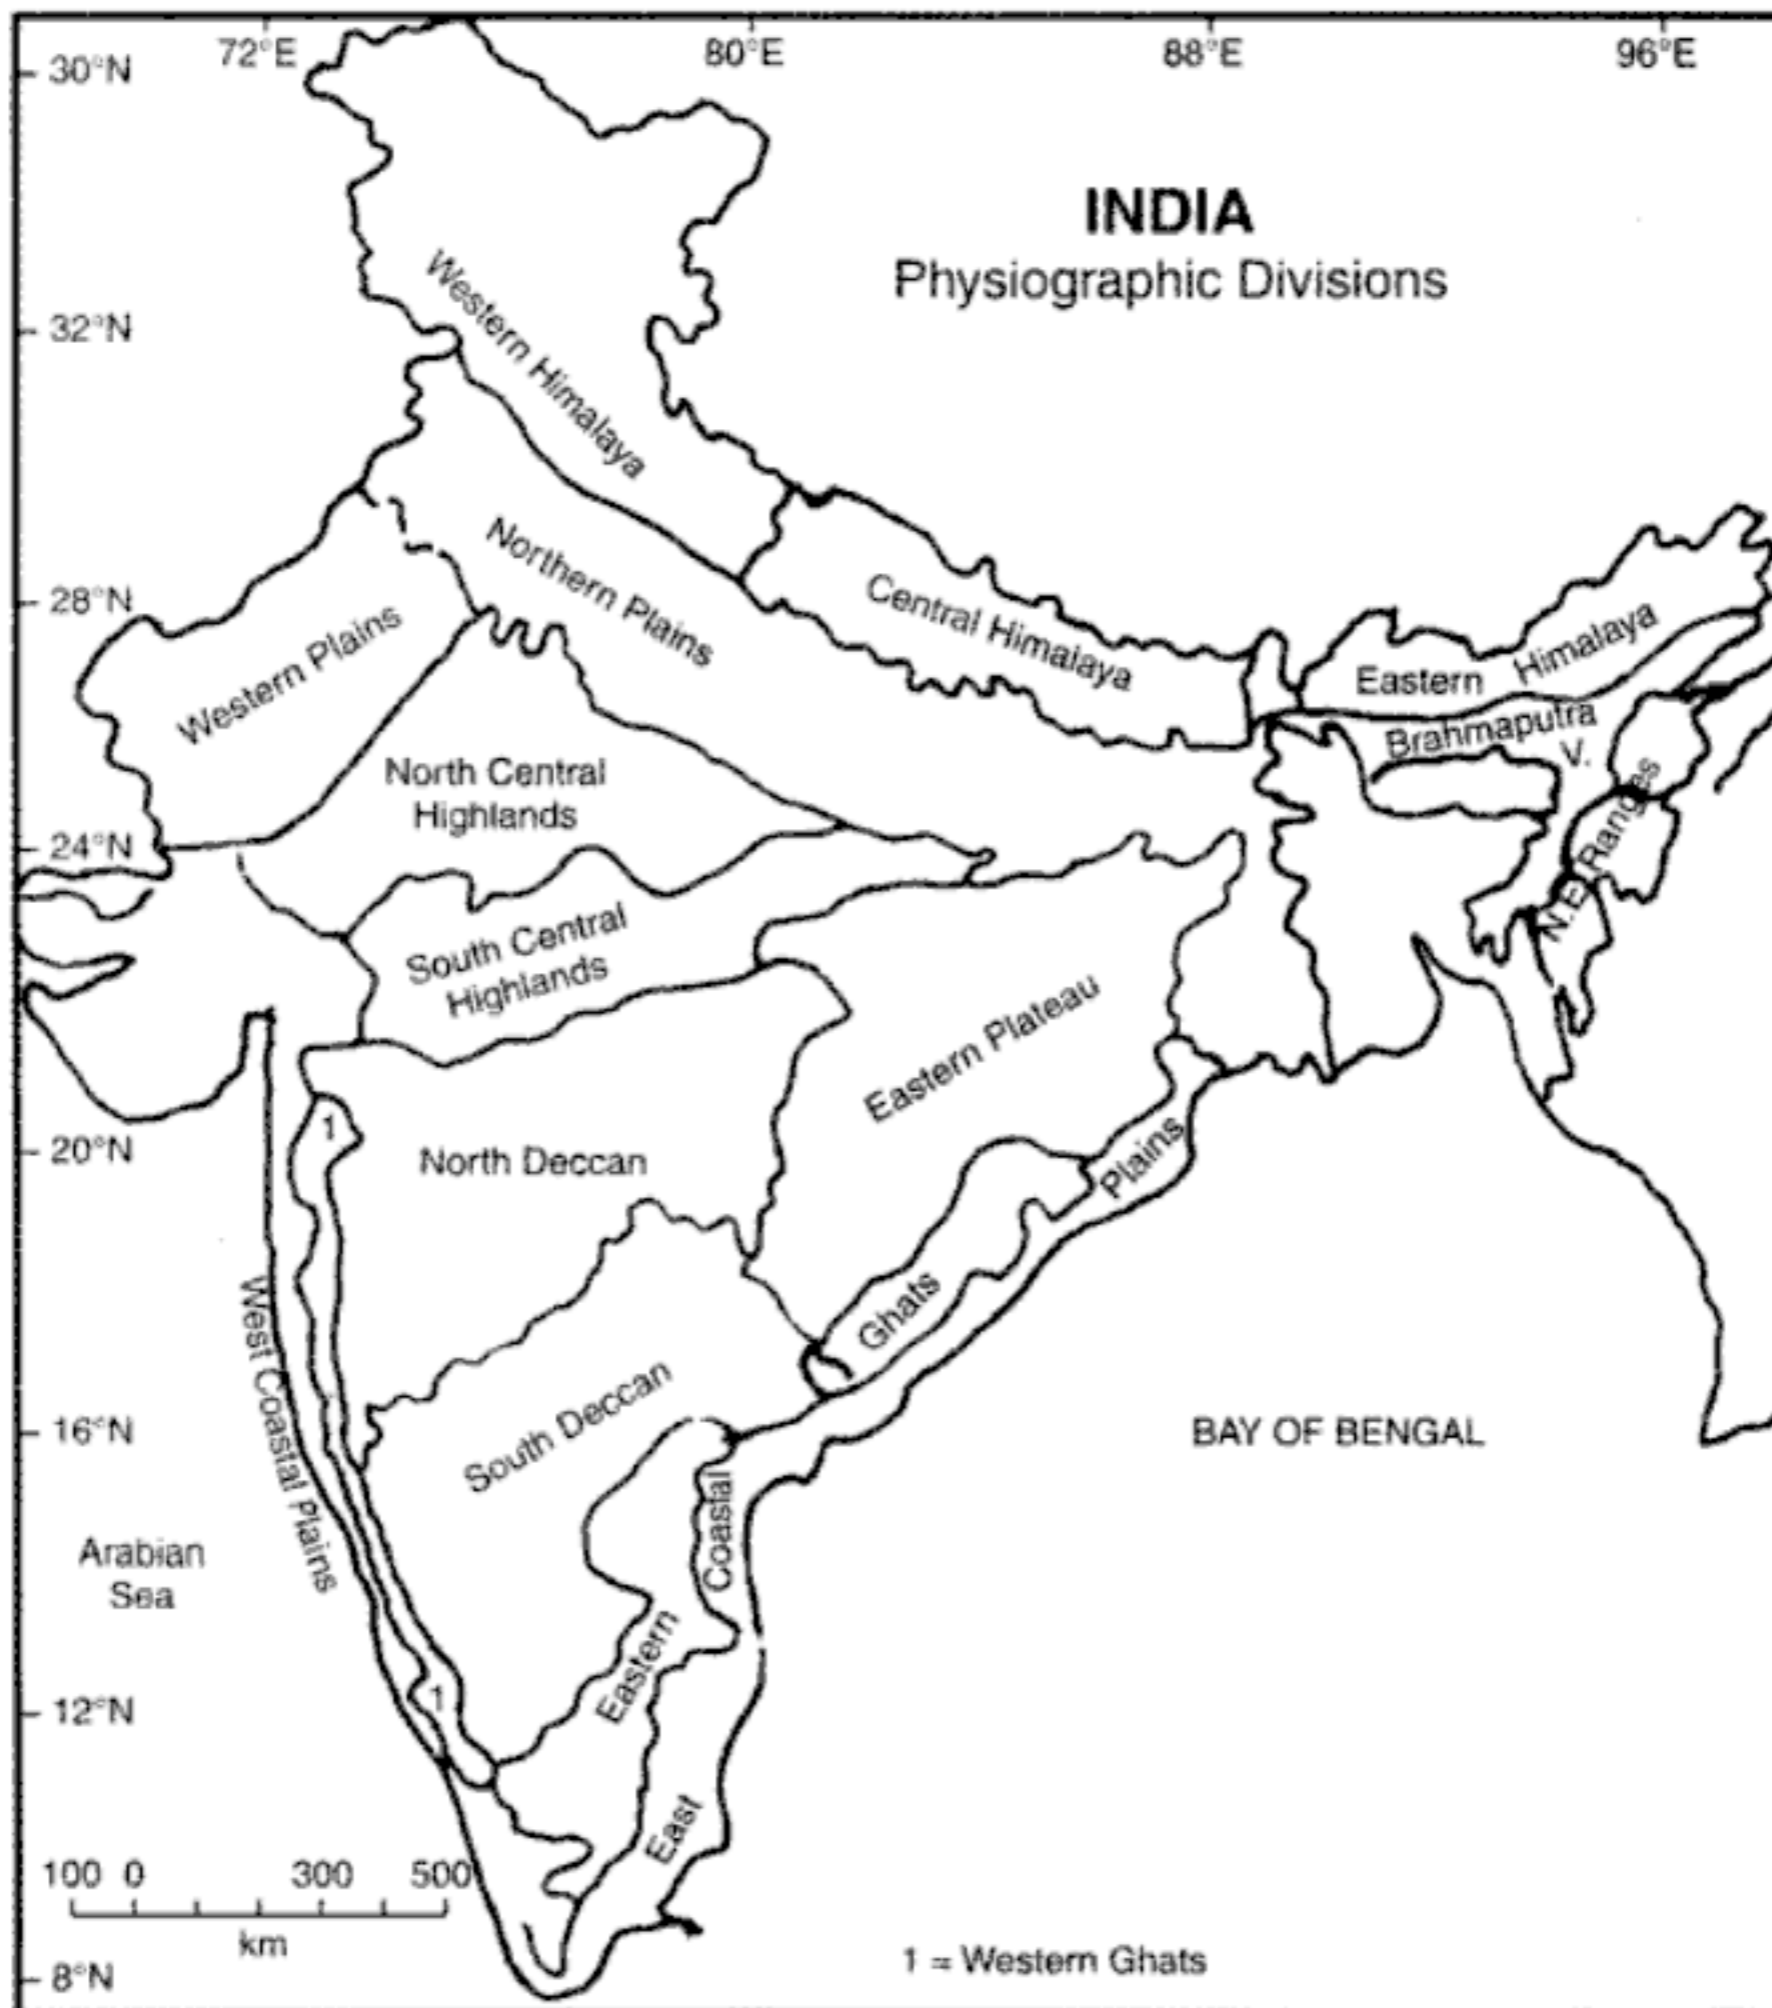 72°E 80°E 88°E 96°E
30°N
INDIA
Physiographic Divisions
32°N
Western Himalaya
28°N
Northern Plains
Central Himalaya
Western Plains
Eastern Himalaya
Brahmaputra
V.
North Central
Highlands
24°N
N.E. Ranges
South Central
Highlands
Eastern Plateau
1
20°N
North Deccan
Plains
Ghats
West Coastal Plains
South Deccan
16°N
BAY OF BENGAL
Coastal
Arabian
Sea
Eastern
1
12°N
East
100 0 300 500
km
1 = Western Ghats
8°N